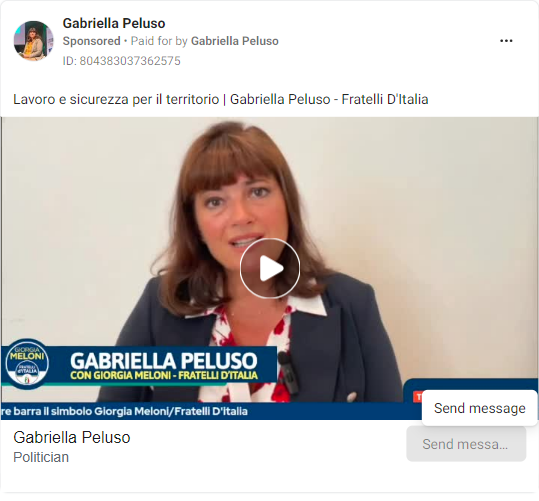 Gabriella Peluso
Sponsored • Paid for by Gabriella Peluso
ID: 804383037362575
Lavoro e sicurezza per il territorio | Gabriella Peluso - Fratelli D'Italia
GIORGIA
MELONI
FRATELLI
d'ITALIA
GABRIELLA PELUSO
CON GIORGIA MELONI - FRATELLI D'ITALIA
re barra il simbolo Giorgia Meloni/Fratelli D'Italia
Send message
Gabriella Peluso
Politician
Send messa...